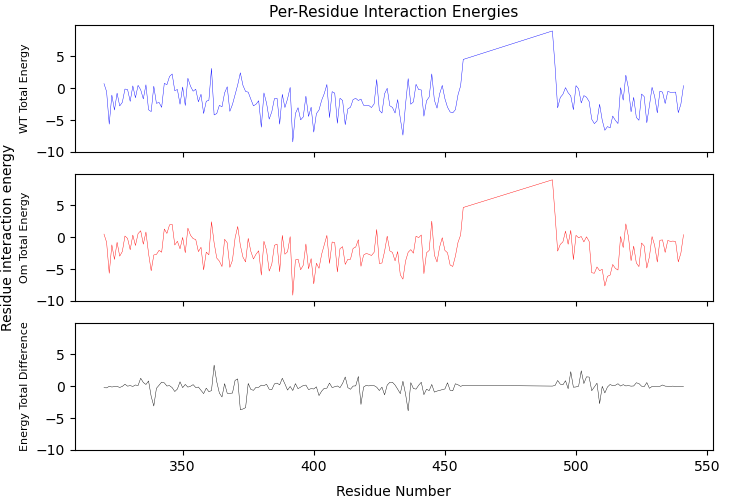 Per-Residue Interaction Energies
WT Total Energy
5
0
−5
−10
Om Total Energy
5
0
−5
−10
Residue interaction energy
Energy Total Difference
5
0
−5
−10
350 400 450 500 550
Residue Number